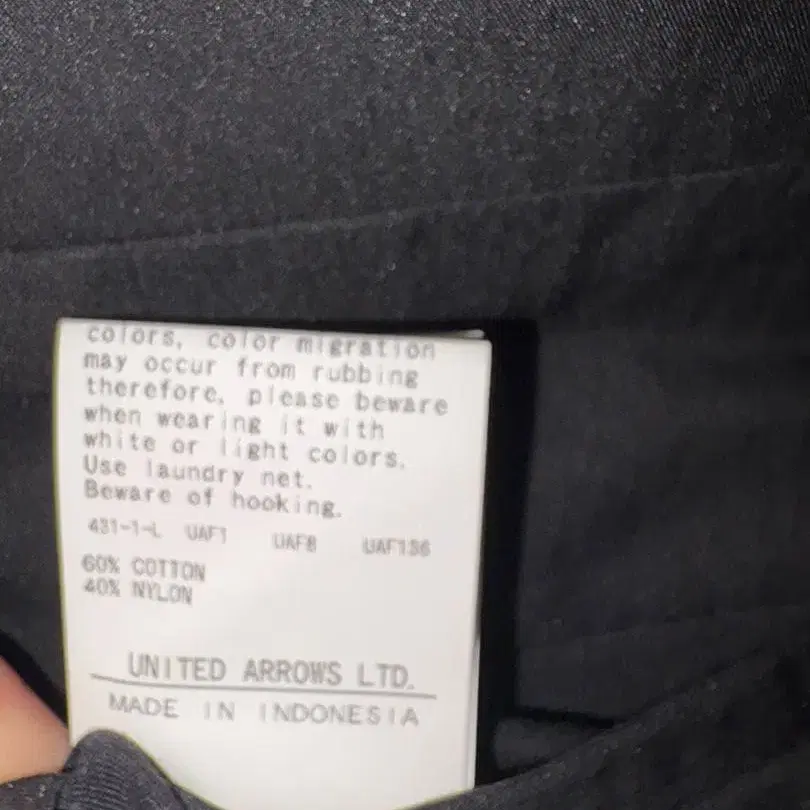 colors, color migration
may occur from rubbing
therefore, please beware
when wearing it with
white or light colors.
Use laundry net.
Beware of hooking.
431-1-L UAF1 UAF8 UAF136
60% COTTON
40% NYLON
UNITED ARROWS LTD.
MADE IN INDONESIA